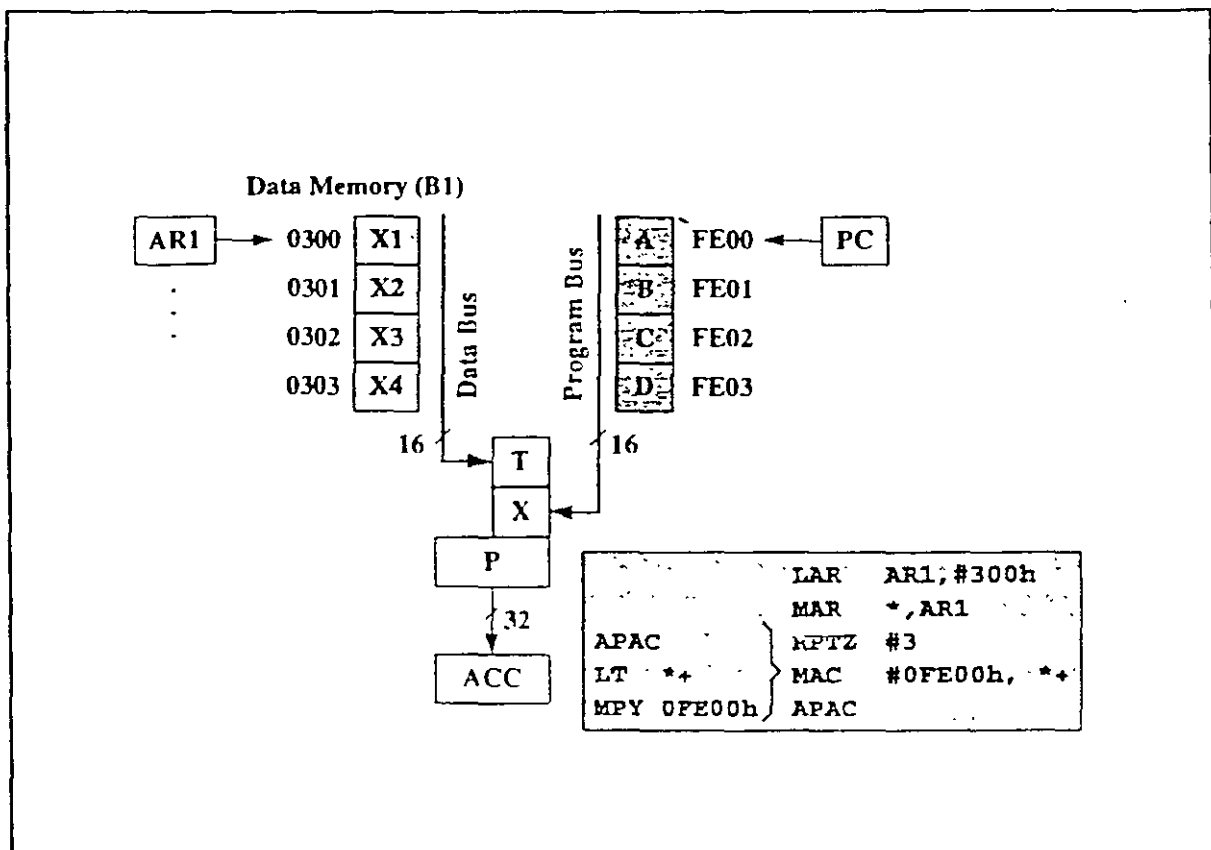 Data Memory (B1)
AR1 0300 X1 A FE00 PC
0301 X2 B FE01
0302 X3 C FE02
0303 X4 D FE03
Data Bus
Program Bus
16 16
T
X
P
32
ACC
LAR AR1,#300h
MAR *,AR1
APAC RPTZ #3
LT *+ MAC #0FE00h, *+
MPY 0FE00h APAC